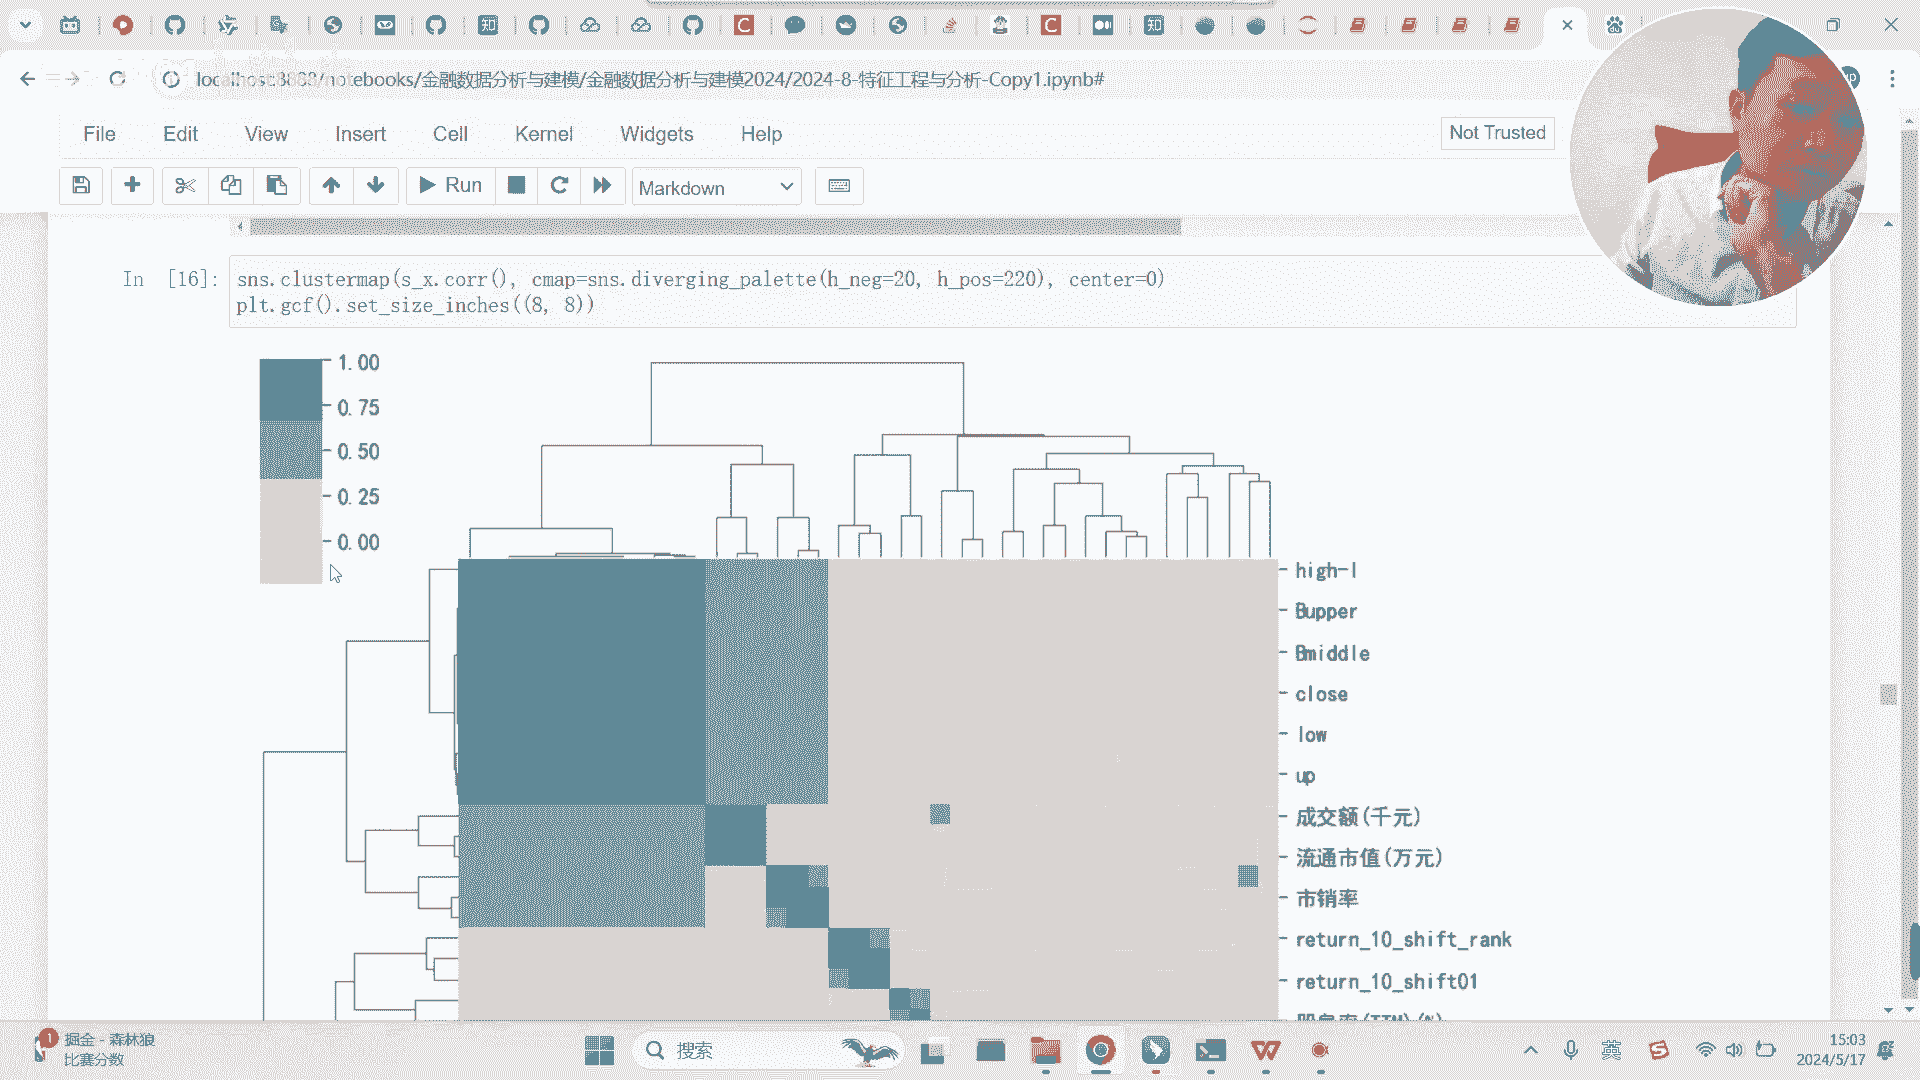 localhost:8888/notebooks/金融数据分析与建模/金融数据分析与建模2024/2024-8-特征工程与分析-Copy1.ipynb#
File Edit View Insert Cell Kernel Widgets Help
Not Trusted
Run
Markdown
In [16]:
sns.clustermap(s_x.corr(), cmap=sns.diverging_palette(h_neg=20, h_pos=220), center=0)
plt.gcf().set_size_inches((8, 8))
1.00
0.75
0.50
0.25
0.00
high-l
Bupper
Bmiddle
close
low
up
成交额(千元)
流通市值(万元)
市销率
return_10_shift_rank
return_10_shift01
股息率(TTM)(%)
1
掘金 - 森林狼
比赛分数
搜索
英
15:03
2024/5/17